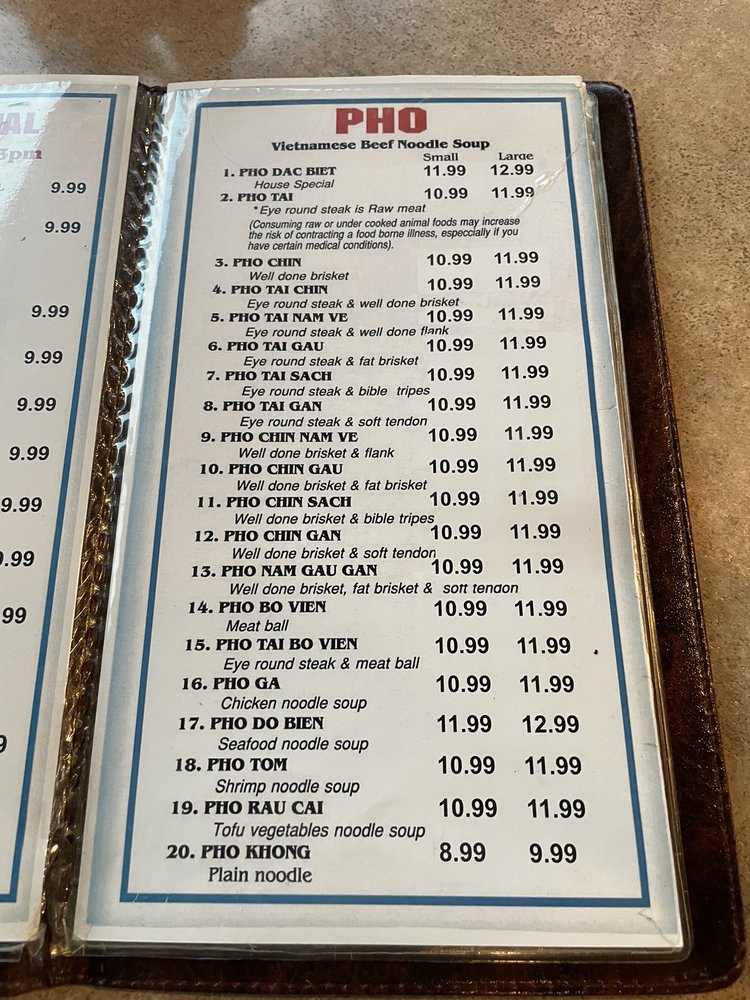 AL
3pm
9.99
9.99
9.99
9.99
9.99
9.99
9.99
9.99
99
9
PHO
Vietnamese Beef Noodle Soup
Small Large
1. PHO DAC BIET 11.99 12.99
House Special
2. PHO TAI 10.99 11.99
*Eye round steak is Raw meat
(Consuming raw or under cooked animal foods may increase
the risk of contracting a food borne illness, especcially if you
have certain medical conditions).
3. PHO CHIN 10.99 11.99
Well done brisket
4. PHO TAI CHIN 10.99 11.99
Eye round steak & well done brisket
5. PHO TAI NAM VE 10.99 11.99
Eye round steak & well done flank
6. PHO TAI GAU 10.99 11.99
Eye round steak & fat brisket
7. PHO TAI SACH 10.99 11.99
Eye round steak & bible tripes
8. PHO TAI GAN 10.99 11.99
Eye round steak & soft tendon
9. PHO CHIN NAM VE 10.99 11.99
Well done brisket & flank
10. PHO CHIN GAU 10.99 11.99
Well done brisket & fat brisket
11. PHO CHIN SACH 10.99 11.99
Well done brisket & bible tripes
12. PHO CHIN GAN 10.99 11.99
Well done brisket & soft tendon
13. PHO NAM GAU GAN 10.99 11.99
Well done brisket, fat brisket & soft tendon
14. PHO BO VIEN 10.99 11.99
Meat ball
15. PHO TAI BO VIEN 10.99 11.99
Eye round steak & meat ball
16. PHO GA 10.99 11.99
Chicken noodle soup
17. PHO DO BIEN 11.99 12.99
Seafood noodle soup
18. PHO TOM 10.99 11.99
Shrimp noodle soup
19. PHO RAU CAI 10.99 11.99
Tofu vegetables noodle soup
20. PHO KHONG 8.99 9.99
Plain noodle